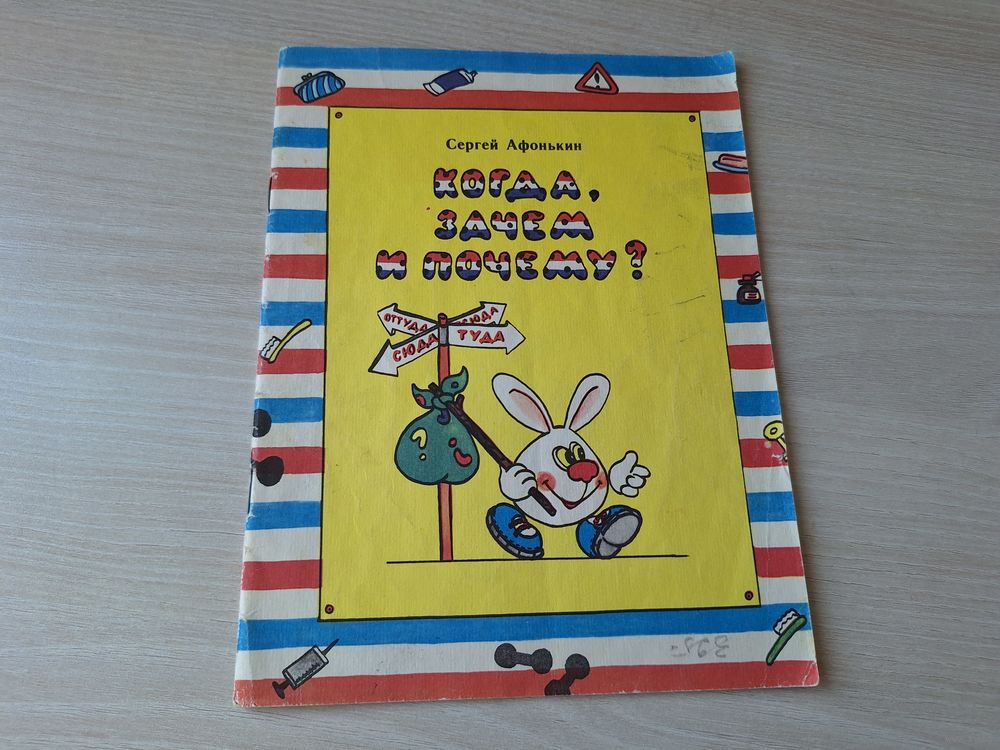 Сергей Афонькин
КОГДА,
ЗАЧЕМ
И ПОЧЕМУ?
ОТТУДА
СЮДА
СЮДА
ТУДА